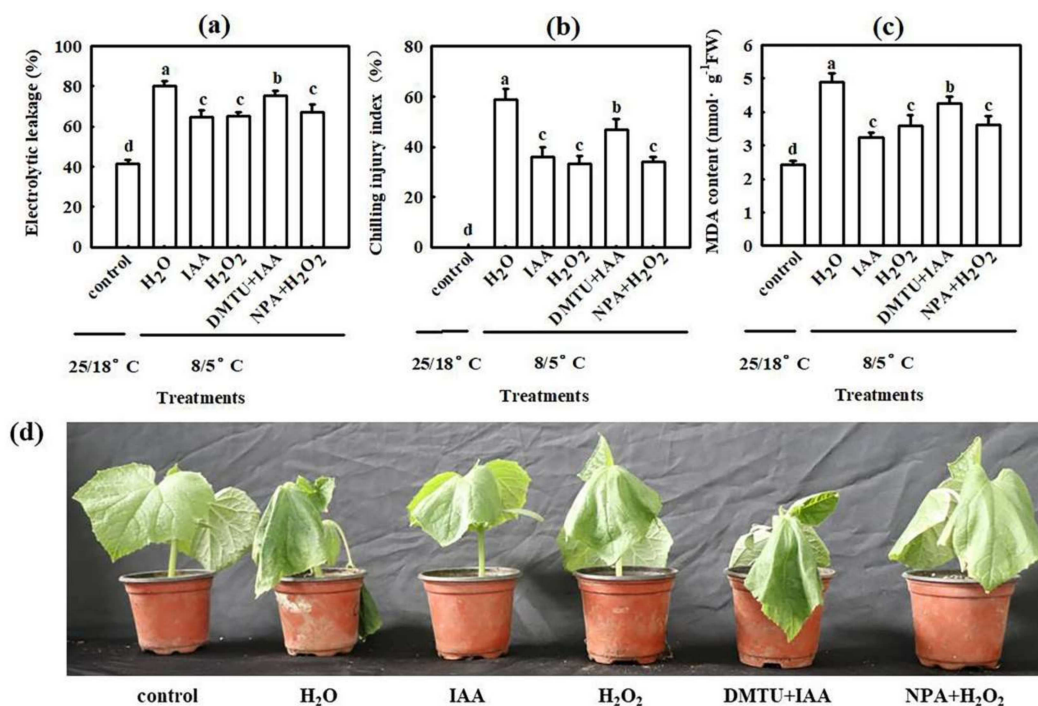 (a)
Electrolytic leakage (%)
100
80
60
40
20
0
d
a
c
c
b
c
control
H₂O
IAA
H₂O₂
DMTU+IAA
NPA+H₂O₂
25/18° C
8/5° C
Treatments
(b)
Chilling injury index (%)
80
60
40
20
0
d
a
c
c
b
c
control
H₂O
IAA
H₂O₂
DMTU+IAA
NPA+H₂O₂
25/18° C
8/5° C
Treatments
(c)
MDA content (nmol· g⁻¹FW)
6
5
4
3
2
1
0
d
a
c
c
b
c
control
H₂O
IAA
H₂O₂
DMTU+IAA
NPA+H₂O₂
25/18° C
8/5° C
Treatments
(d)
control
H₂O
IAA
H₂O₂
DMTU+IAA
NPA+H₂O₂